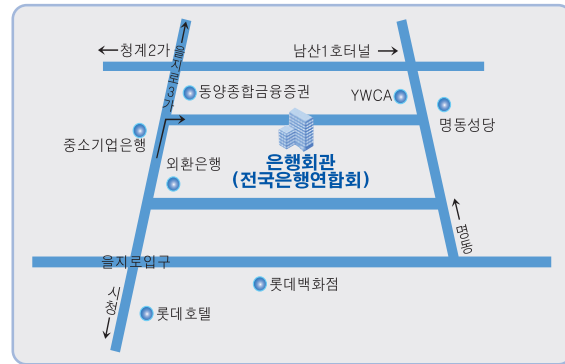 청계2가
을지로3가
남산1호터널
동양종합금융증권
YWCA
명동성당
중소기업은행
외환은행
은행회관
(전국은행연합회)
명동
을지로입구
시청
롯데백화점
롯데호텔